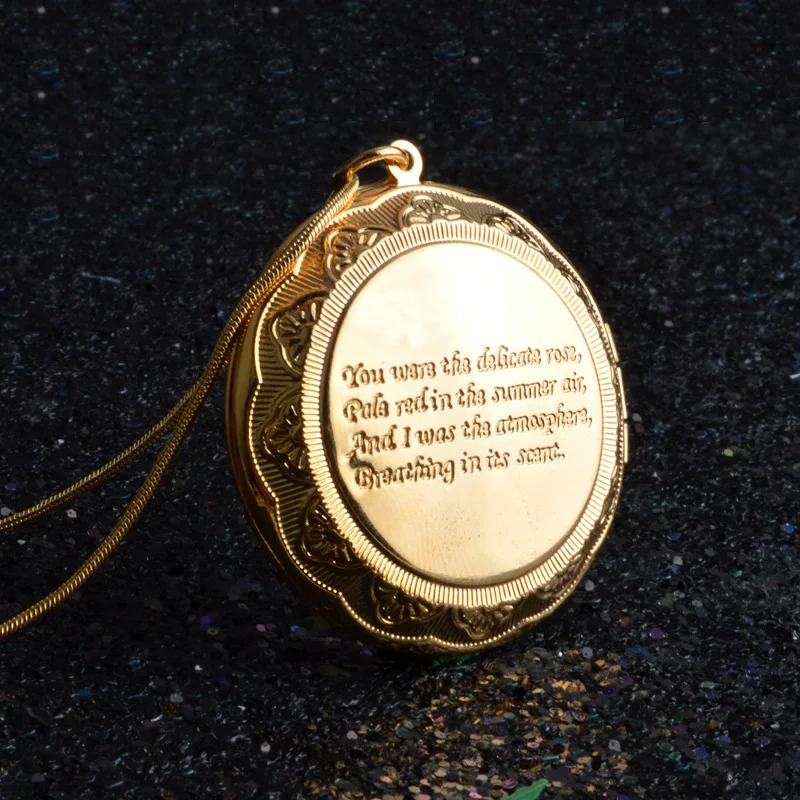 You were the delicate rose,
Pale red in the summer air,
And I was the atmosphere,
Breathing in its scent.